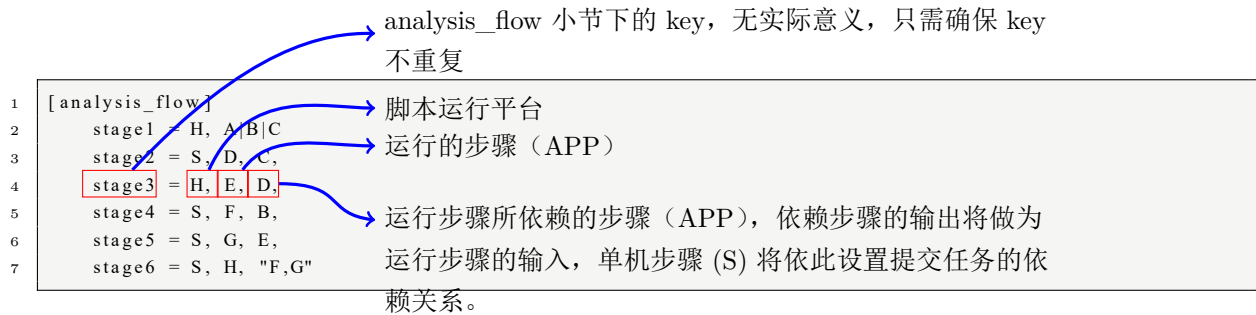 analysis_flow 小节下的 key，无实际意义，只需确保 key
不重复
1 [analysis_flow]
脚本运行平台
2 stage1 = H, A|B|C
运行的步骤（APP）
3 stage2 = S, D, C,
4 stage3 = H, E, D,
5 stage4 = S, F, B,
运行步骤所依赖的步骤（APP），依赖步骤的输出将做为
6 stage5 = S, G, E,
运行步骤的输入，单机步骤 (S) 将依此设置提交任务的依
7 stage6 = S, H, "F,G"
赖关系。